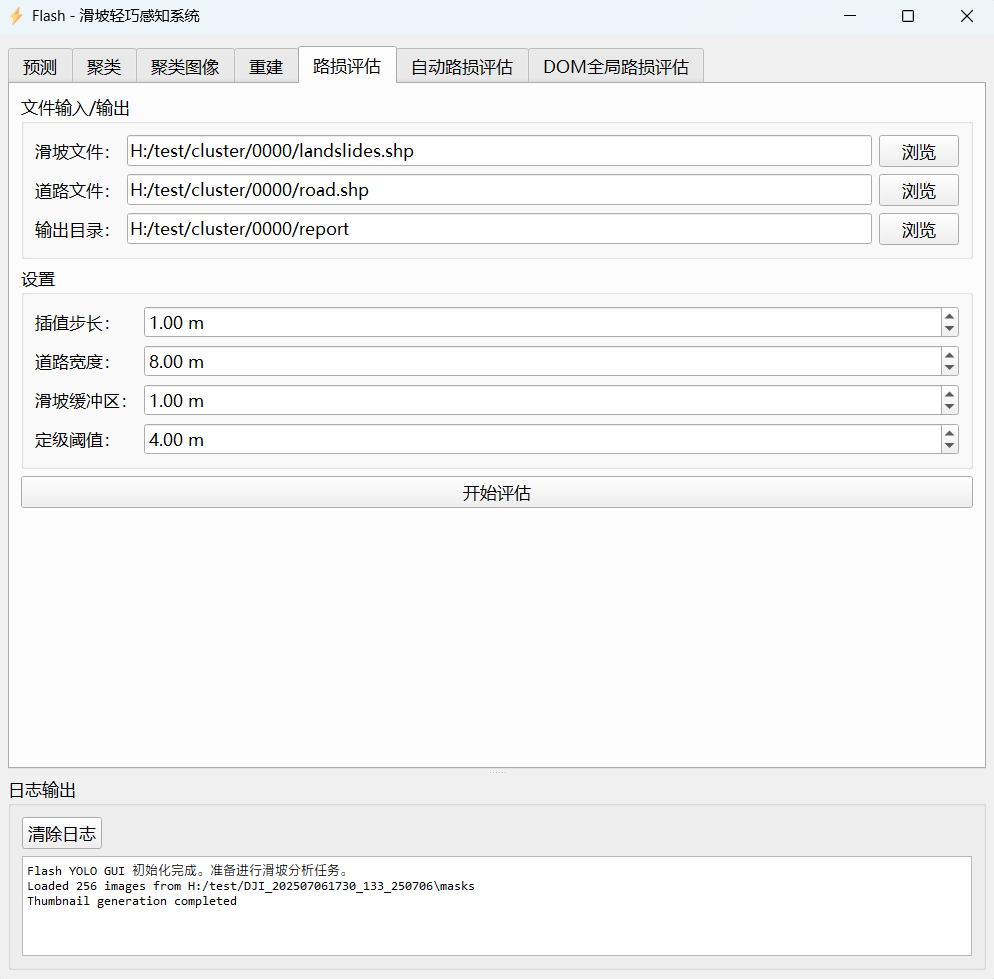 Flash - 滑坡轻巧感知系统
预测 聚类 聚类图像 重建 路损评估 自动路损评估 DOM全局路损评估
文件输入/输出
滑坡文件: H:/test/cluster/0000/landslides.shp 浏览
道路文件: H:/test/cluster/0000/road.shp 浏览
输出目录: H:/test/cluster/0000/report 浏览
设置
插值步长: 1.00 m
道路宽度: 8.00 m
滑坡缓冲区: 1.00 m
定级阈值: 4.00 m
开始评估
日志输出
清除日志
Flash YOLO GUI 初始化完成。准备进行滑坡分析任务。
Loaded 256 images from H:/test/DJI_202507061730_133_250706\masks
Thumbnail generation completed